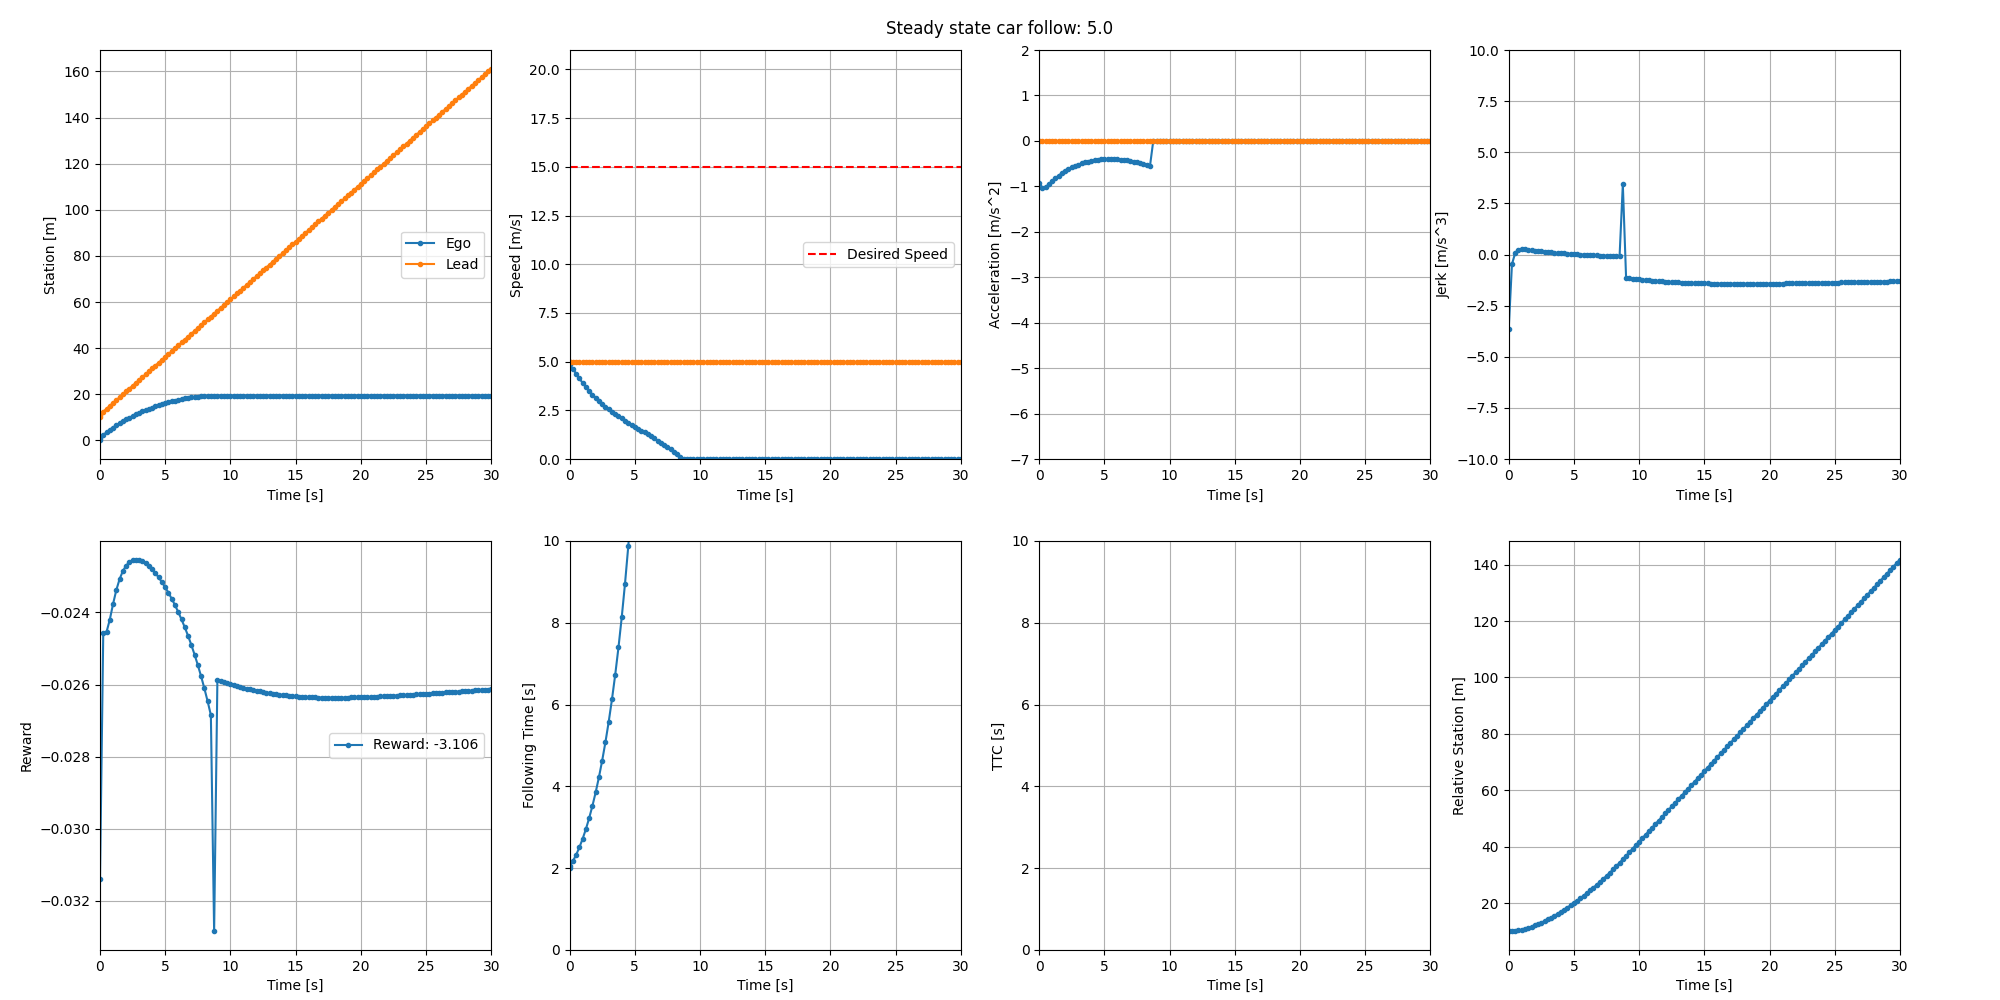 Steady state car follow: 5.0
160
140
120
100
80
60
40
20
0
Station [m]
Ego
Lead
0 5 10 15 20 25 30
Time [s]
20.0
17.5
15.0
12.5
10.0
7.5
5.0
2.5
0.0
Speed [m/s]
Desired Speed
0 5 10 15 20 25 30
Time [s]
2
1
0
−1
−2
−3
−4
−5
−6
−7
Acceleration [m/s^2]
0 5 10 15 20 25 30
Time [s]
10.0
7.5
5.0
2.5
0.0
−2.5
−5.0
−7.5
−10.0
Jerk [m/s^3]
0 5 10 15 20 25 30
Time [s]
−0.024
−0.026
−0.028
−0.030
−0.032
Reward
Reward: -3.106
0 5 10 15 20 25 30
Time [s]
10
8
6
4
2
0
Following Time [s]
0 5 10 15 20 25 30
Time [s]
10
8
6
4
2
0
TTC [s]
0 5 10 15 20 25 30
Time [s]
140
120
100
80
60
40
20
Relative Station [m]
0 5 10 15 20 25 30
Time [s]